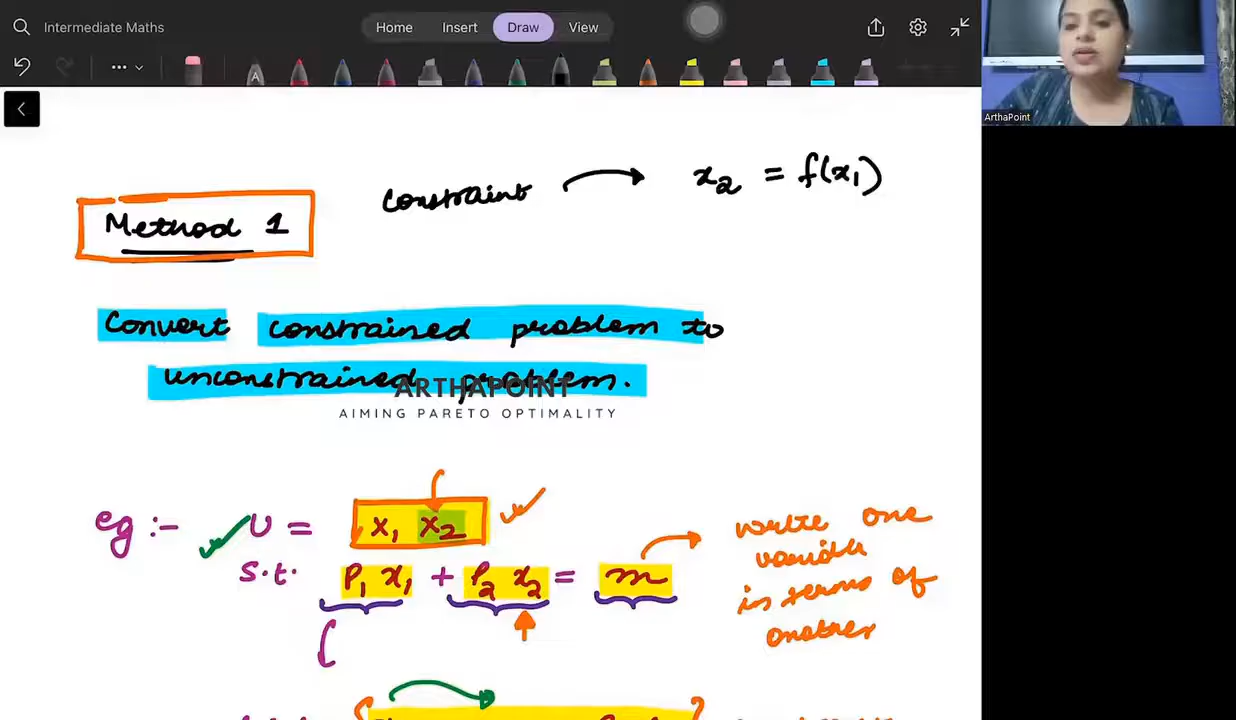 Intermediate Maths
Home Insert Draw View
ArthaPoint
constraint → x₂ = f(x₁)
Method 1
Convert constrained problem to
unconstrained problem.
ARTHAPOINT
AIMING PARETO OPTIMALITY
eg :- U = x₁ x₂
s.t. P₁ x₁ + P₂ x₂ = m
write one
variable
in terms of
another